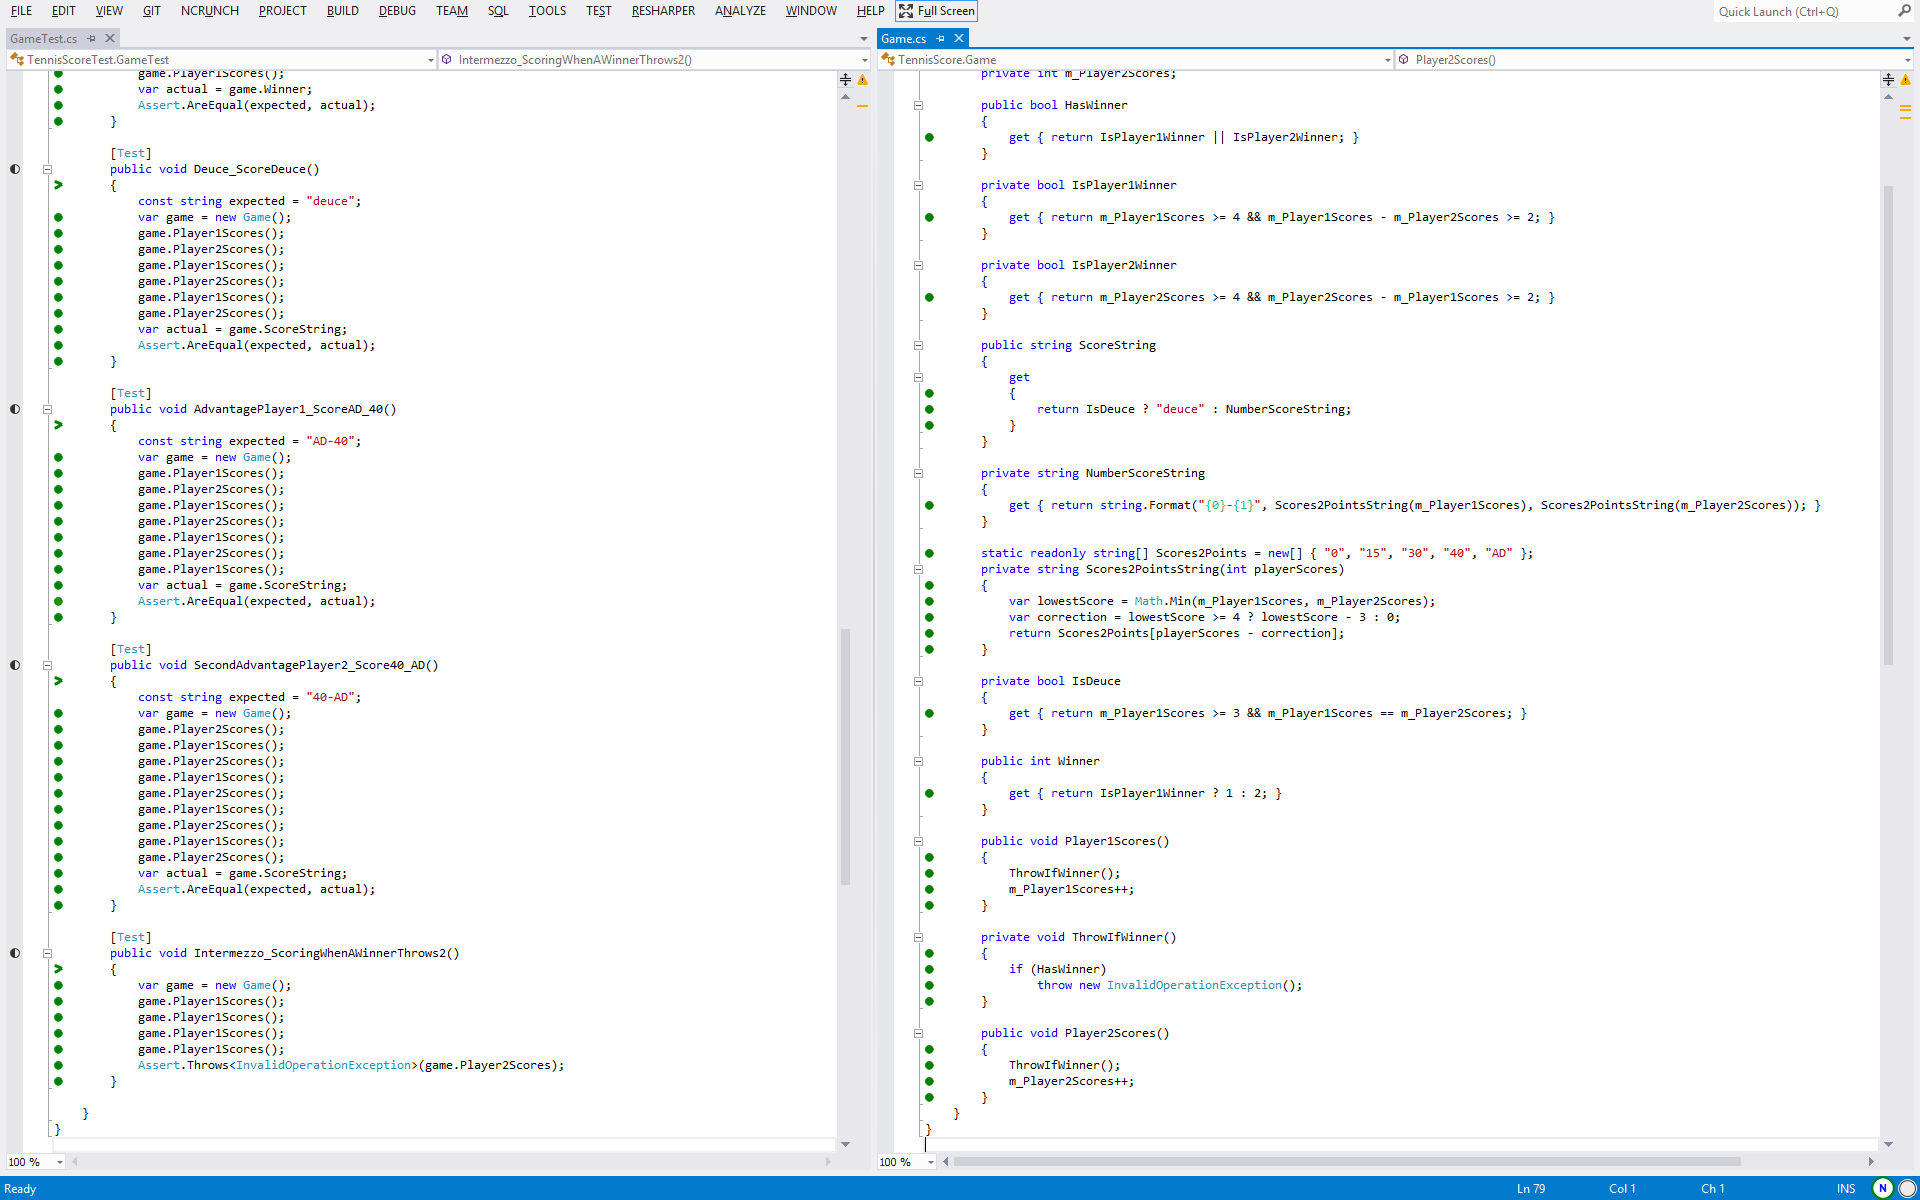 FILE EDIT VIEW GIT NCRUNCH PROJECT BUILD DEBUG TEAM SQL TOOLS TEST RESHARPER ANALYZE WINDOW HELP Full Screen Quick Launch (Ctrl+Q)
GameTest.cs
TennisScoreTest.GameTest Intermezzo_ScoringWhenAWinnerThrows2()
game.Player1Scores();
var actual = game.Winner;
Assert.AreEqual(expected, actual);
}
[Test]
public void Deuce_ScoreDeuce()
{
const string expected = "deuce";
var game = new Game();
game.Player1Scores();
game.Player2Scores();
game.Player1Scores();
game.Player2Scores();
game.Player1Scores();
game.Player2Scores();
var actual = game.ScoreString;
Assert.AreEqual(expected, actual);
}
[Test]
public void AdvantagePlayer1_ScoreAD_40()
{
const string expected = "AD-40";
var game = new Game();
game.Player1Scores();
game.Player2Scores();
game.Player1Scores();
game.Player2Scores();
game.Player1Scores();
game.Player2Scores();
game.Player1Scores();
var actual = game.ScoreString;
Assert.AreEqual(expected, actual);
}
[Test]
public void SecondAdvantagePlayer2_Score40_AD()
{
const string expected = "40-AD";
var game = new Game();
game.Player2Scores();
game.Player1Scores();
game.Player2Scores();
game.Player1Scores();
game.Player2Scores();
game.Player1Scores();
game.Player2Scores();
game.Player1Scores();
game.Player2Scores();
var actual = game.ScoreString;
Assert.AreEqual(expected, actual);
}
[Test]
public void Intermezzo_ScoringWhenAWinnerThrows2()
{
var game = new Game();
game.Player1Scores();
game.Player1Scores();
game.Player1Scores();
game.Player1Scores();
Assert.Throws<InvalidOperationException>(game.Player2Scores);
}
}
}
100 %
Game.cs
TennisScore.Game Player2Scores()
private int m_Player2Scores;
public bool HasWinner
{
get { return IsPlayer1Winner || IsPlayer2Winner; }
}
private bool IsPlayer1Winner
{
get { return m_Player1Scores >= 4 && m_Player1Scores - m_Player2Scores >= 2; }
}
private bool IsPlayer2Winner
{
get { return m_Player2Scores >= 4 && m_Player2Scores - m_Player1Scores >= 2; }
}
public string ScoreString
{
get
{
return IsDeuce ? "deuce" : NumberScoreString;
}
}
private string NumberScoreString
{
get { return string.Format("{0}-{1}", Scores2PointsString(m_Player1Scores), Scores2PointsString(m_Player2Scores)); }
}
static readonly string[] Scores2Points = new[] { "0", "15", "30", "40", "AD" };
private string Scores2PointsString(int playerScores)
{
var lowestScore = Math.Min(m_Player1Scores, m_Player2Scores);
var correction = lowestScore >= 4 ? lowestScore - 3 : 0;
return Scores2Points[playerScores - correction];
}
private bool IsDeuce
{
get { return m_Player1Scores >= 3 && m_Player1Scores == m_Player2Scores; }
}
public int Winner
{
get { return IsPlayer1Winner ? 1 : 2; }
}
public void Player1Scores()
{
ThrowIfWinner();
m_Player1Scores++;
}
private void ThrowIfWinner()
{
if (HasWinner)
throw new InvalidOperationException();
}
public void Player2Scores()
{
ThrowIfWinner();
m_Player2Scores++;
}
}
}
100 %
Ready Ln 79 Col 1 Ch 1 INS N